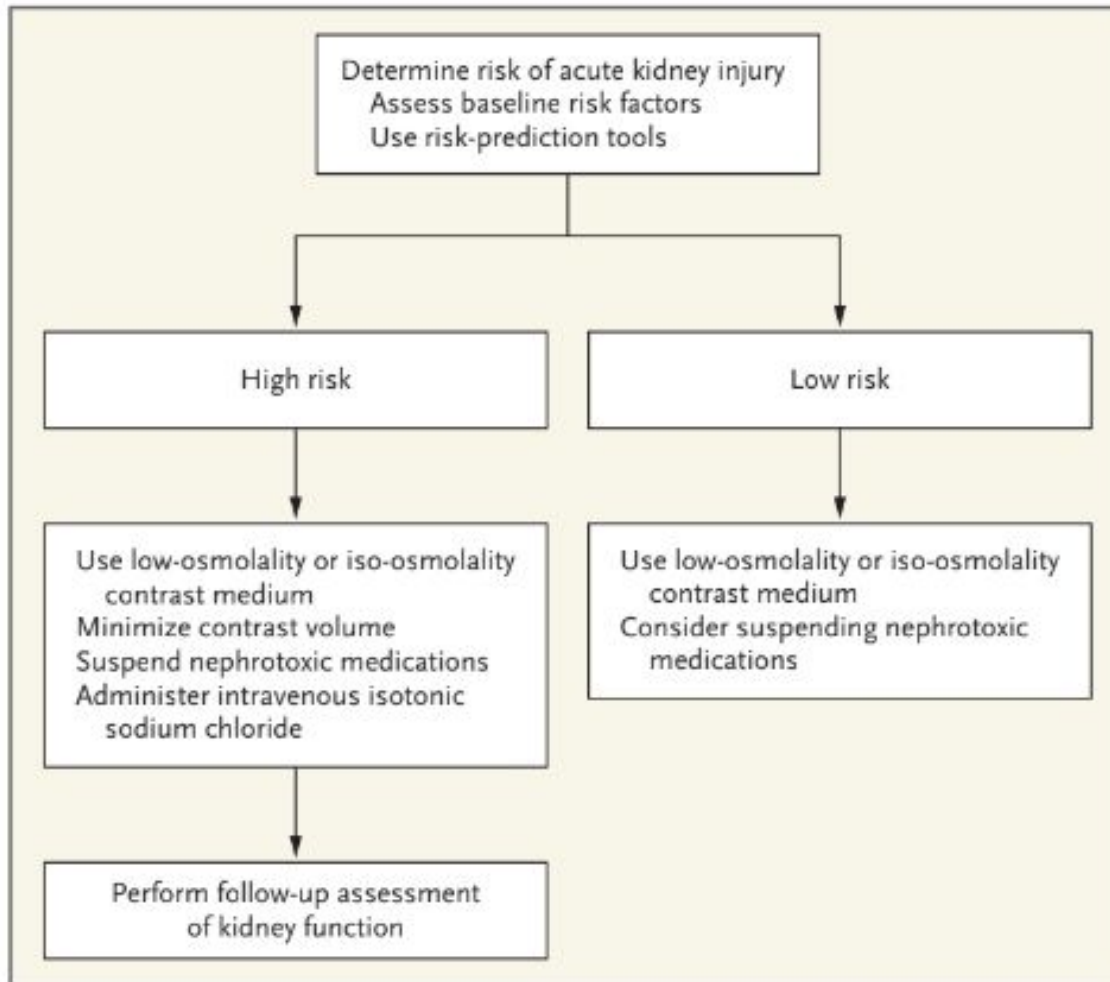 Determine risk of acute kidney injury
Assess baseline risk factors
Use risk-prediction tools
High risk
Low risk
Use low-osmolality or iso-osmolality
contrast medium
Minimize contrast volume
Suspend nephrotoxic medications
Administer intravenous isotonic
sodium chloride
Use low-osmolality or iso-osmolality
contrast medium
Consider suspending nephrotoxic
medications
Perform follow-up assessment
of kidney function